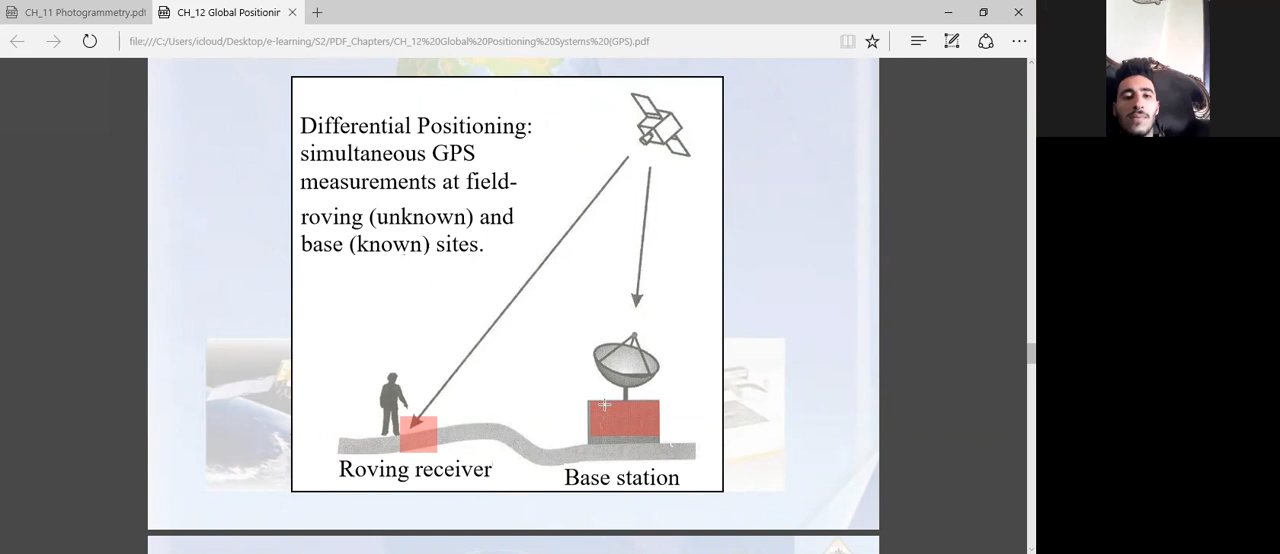 CH_11 Photogrammetry.pdf
CH_12 Global Positionin
file:///C:/Users/icloud/Desktop/e-learning/S2/PDF_Chapters/CH_12%20Global%20Positioning%20Systems%20(GPS).pdf
Differential Positioning:
simultaneous GPS
measurements at field-
roving (unknown) and
base (known) sites.
Roving receiver
Base station